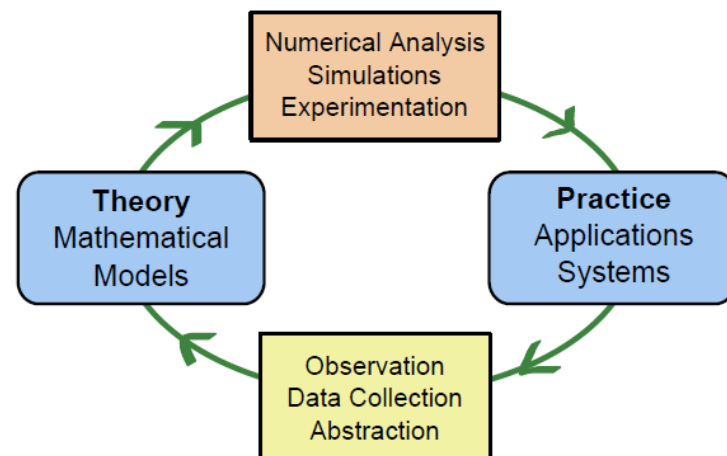 Numerical Analysis
Simulations
Experimentation
Theory
Mathematical
Models
Practice
Applications
Systems
Observation
Data Collection
Abstraction